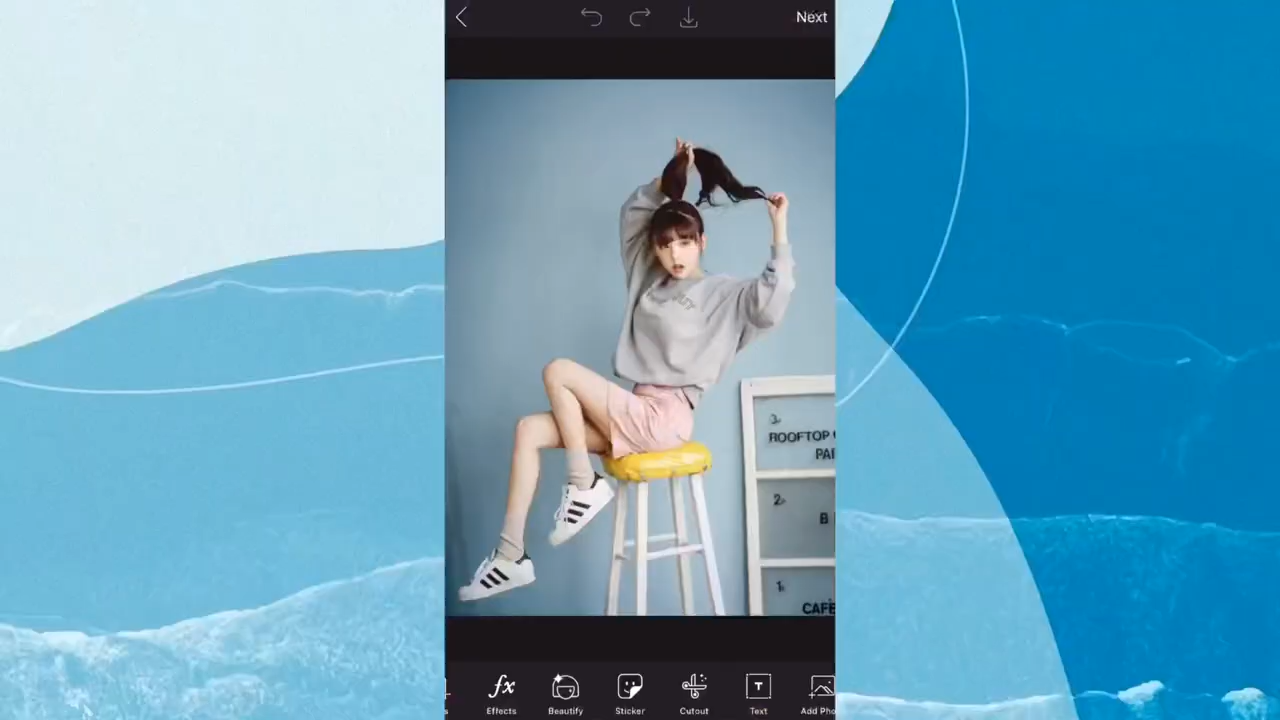 Next
3
ROOFTOP
PA
2
B
1
CAFE
Effects
Beautify
Sticker
Cutout
T
Text
Add Pho